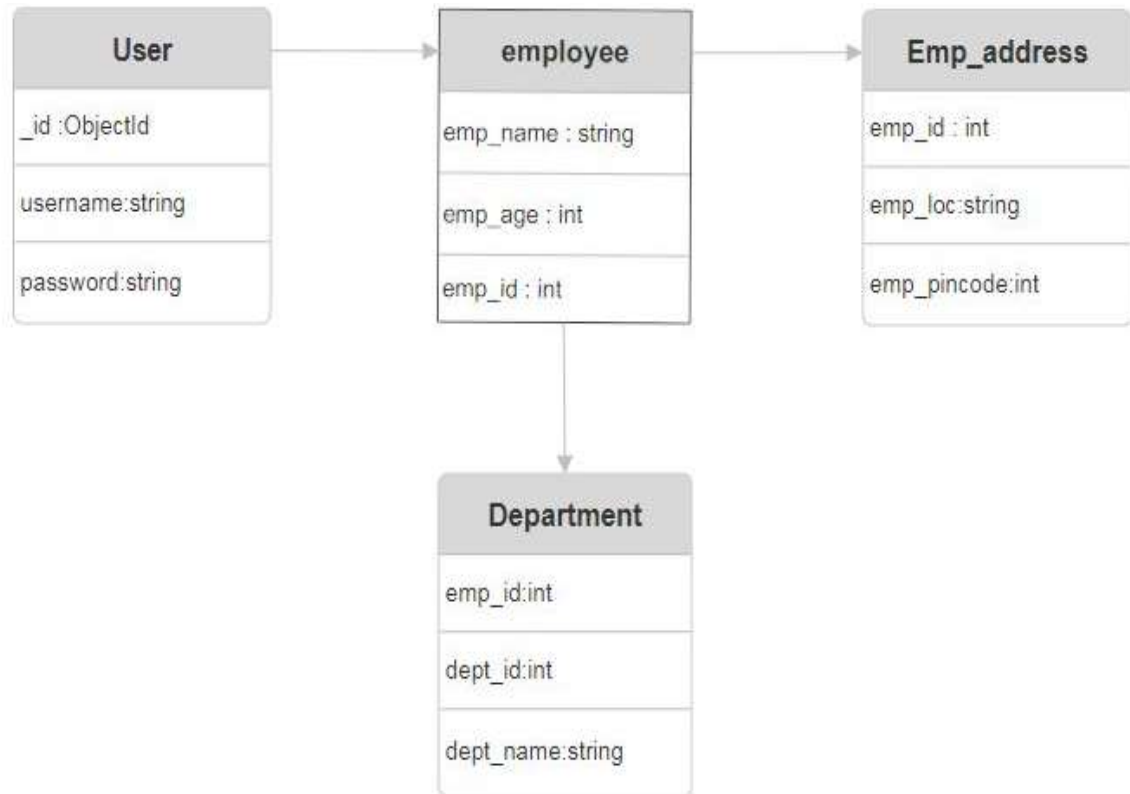 User
_id :ObjectId
username:string
password:string
employee
emp_name : string
emp_age : int
emp_id : int
Emp_address
emp_id : int
emp_loc:string
emp_pincode:int
Department
emp_id:int
dept_id:int
dept_name:string